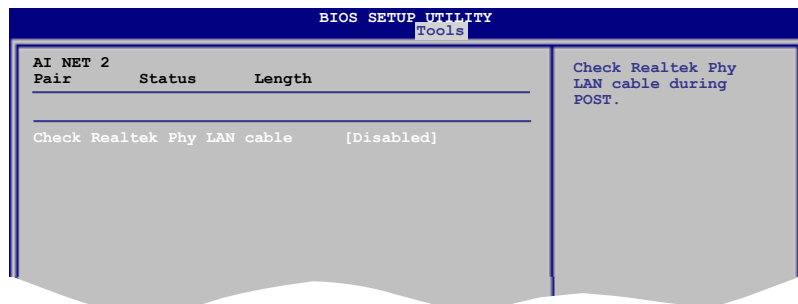 BIOS SETUP UTILITY
Tools
AI NET 2
Pair Status Length
Check Realtek Phy LAN cable [Disabled]
Check Realtek Phy
LAN cable during
POST.